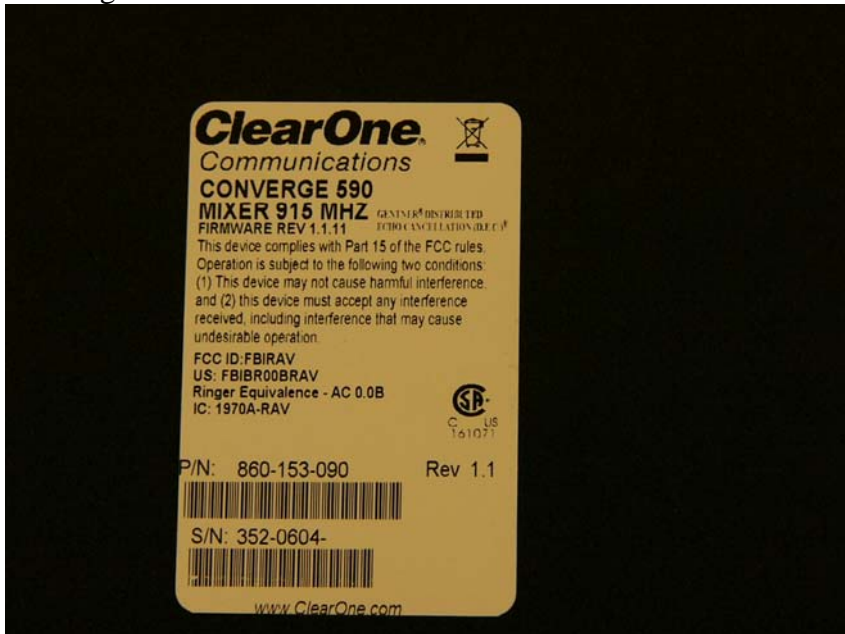 ClearOne®
Communications
CONVERGE 590
MIXER 915 MHZ GENTNER® DISTRIBUTED
FIRMWARE REV 1.1.11 ECHO CANCELLATION (D.E.C.)®
This device complies with Part 15 of the FCC rules.
Operation is subject to the following two conditions:
(1) This device may not cause harmful interference.
and (2) this device must accept any interference
received, including interference that may cause
undesirable operation.
FCC ID:FBIRAV
US: FBIBR00BRAV
Ringer Equivalence - AC 0.0B
IC: 1970A-RAV
C US
161071
P/N: 860-153-090 Rev 1.1
S/N: 352-0604-
www.ClearOne.com